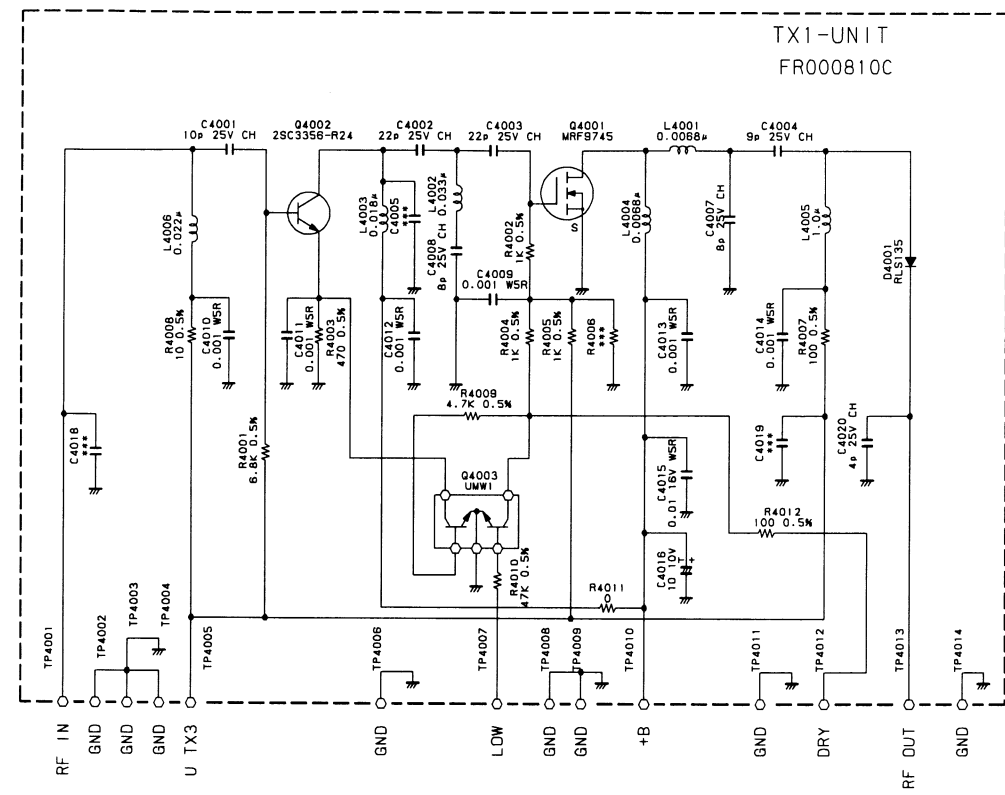 TX1-UNIT
FR000810C
C4001
10p 25V CH
Q4002
2SC3356-R24
C4002
22p 25V CH
C4003
22p 25V CH
Q4001
MRF9745
L4001
0.0068μ
C4004
9p 25V CH
L4006
0.022μ
L4003
0.018μ
C4005
***
L4002
0.033μ
C4008
8p 25V CH
R4002
1K 0.5%
S
L4004
0.0068μ
C4007
8p 25V CH
L4005
1.0μ
D4001
RLS135
C4009
0.001 WSR
R4008
10 0.5%
C4010
0.001 WSR
C4011
0.001 WSR
R4003
470 0.5%
C4012
0.001 WSR
R4004
1K 0.5%
R4005
1K 0.5%
R4006
***
C4013
0.001 WSR
C4014
0.001 WSR
R4007
100 0.5%
R4009
4.7K 0.5%
C4018
***
R4001
6.8K 0.5%
Q4003
UMW1
C4015
0.01 16V WSR
C4019
***
C4020
4p 25V CH
R4012
100 0.5%
R4010
47K 0.5%
R4011
0
C4016
10 10V
T +
TP4001
TP4002
TP4003
TP4004
TP4005
TP4006
TP4007
TP4008
TP4009
TP4010
TP4011
TP4012
TP4013
TP4014
RF IN
GND
GND
GND
U TX3
GND
LOW
GND
GND
+B
GND
DRY
RF OUT
GND